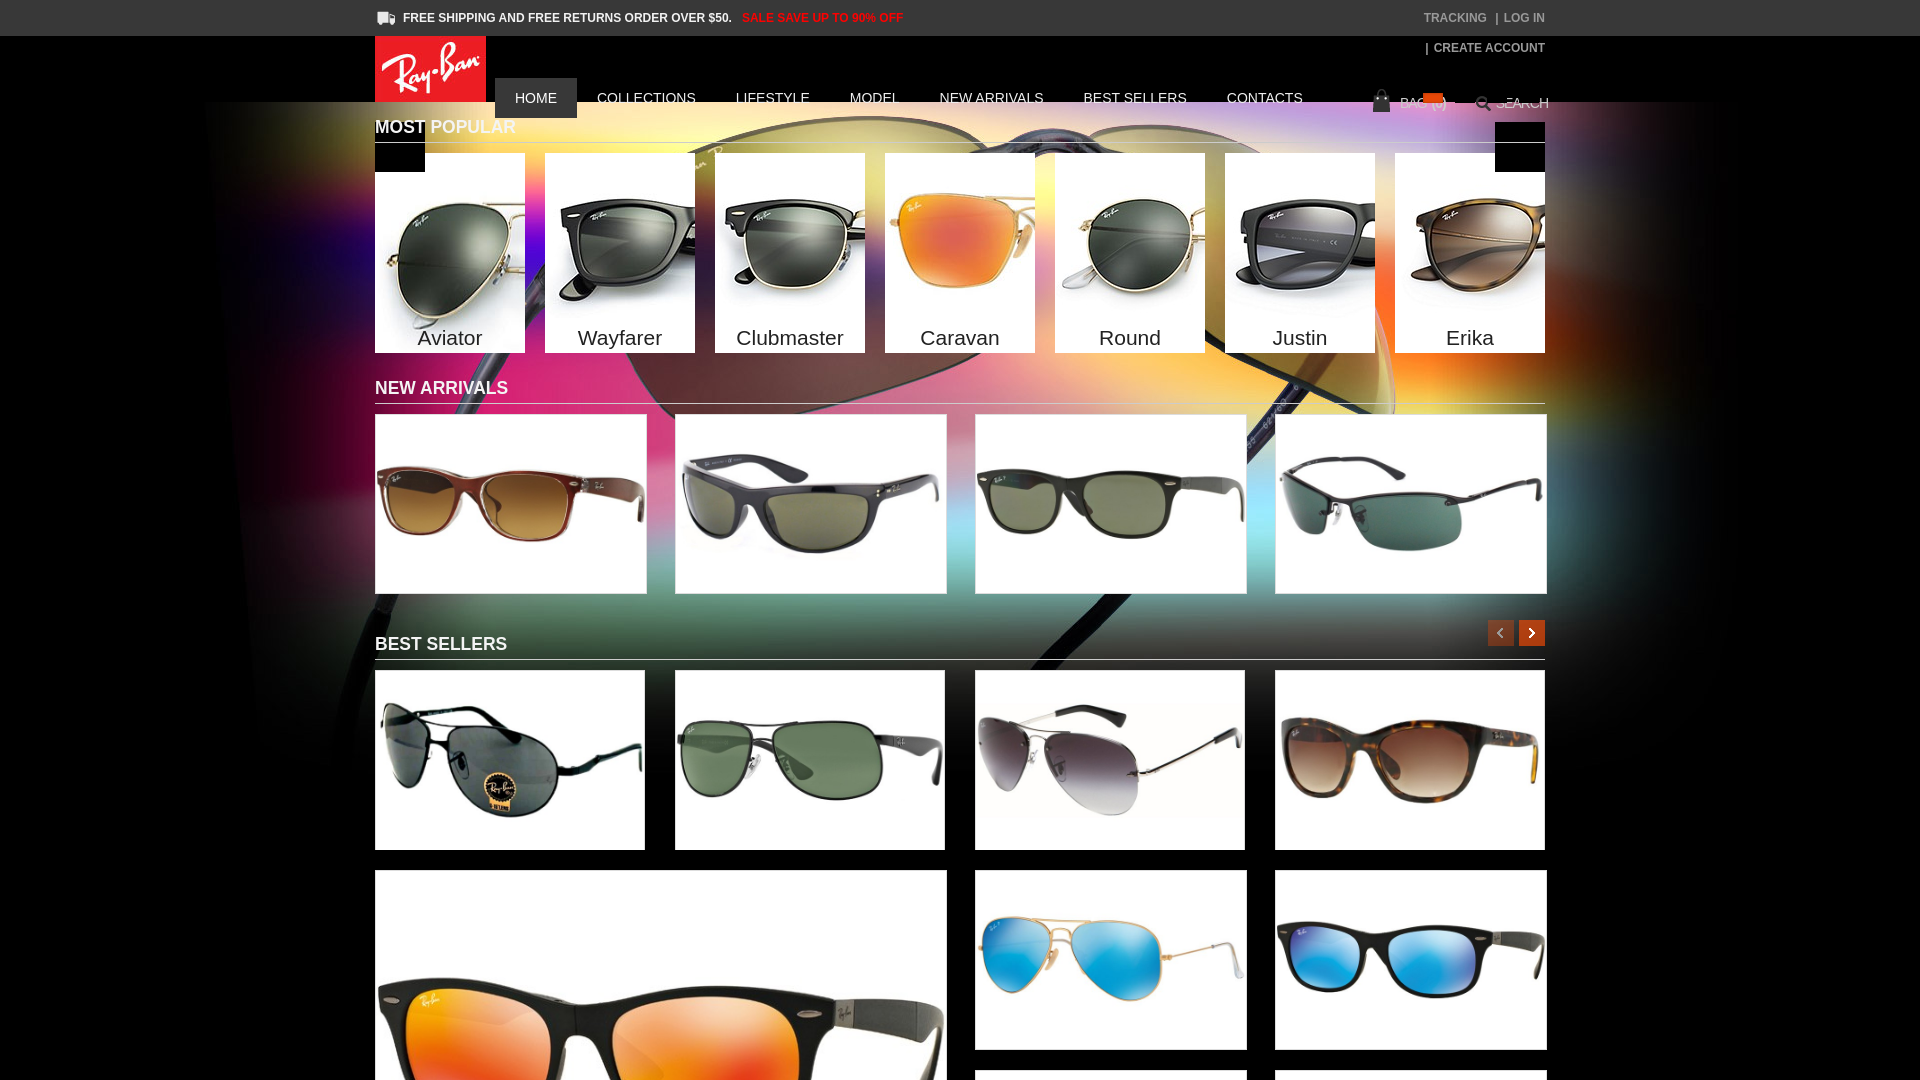 FREE SHIPPING AND FREE RETURNS ORDER OVER $50. SALE SAVE UP TO 90% OFF
TRACKING | LOG IN
| CREATE ACCOUNT
Ray-Ban
HOME COLLECTIONS LIFESTYLE MODEL NEW ARRIVALS BEST SELLERS CONTACTS
BAG (0) SEARCH
MOST POPULAR
Aviator Wayfarer Clubmaster Caravan Round Justin Erika
NEW ARRIVALS
BEST SELLERS